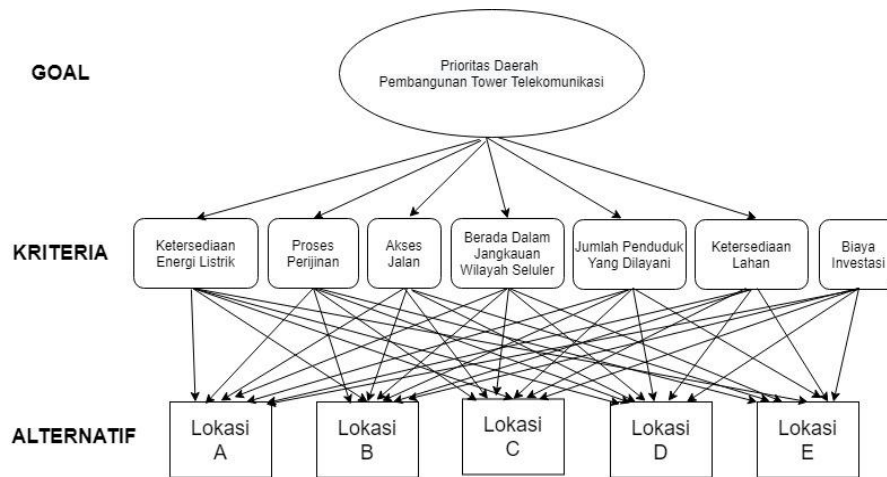 GOAL
Prioritas Daerah
Pembangunan Tower Telekomunikasi
KRITERIA
Ketersediaan
Energi Listrik
Proses
Perijinan
Akses
Jalan
Berada Dalam
Jangkauan
Wilayah Seluler
Jumlah Penduduk
Yang Dilayani
Ketersediaan
Lahan
Biaya
Investasi
ALTERNATIF
Lokasi
A
Lokasi
B
Lokasi
C
Lokasi
D
Lokasi
E